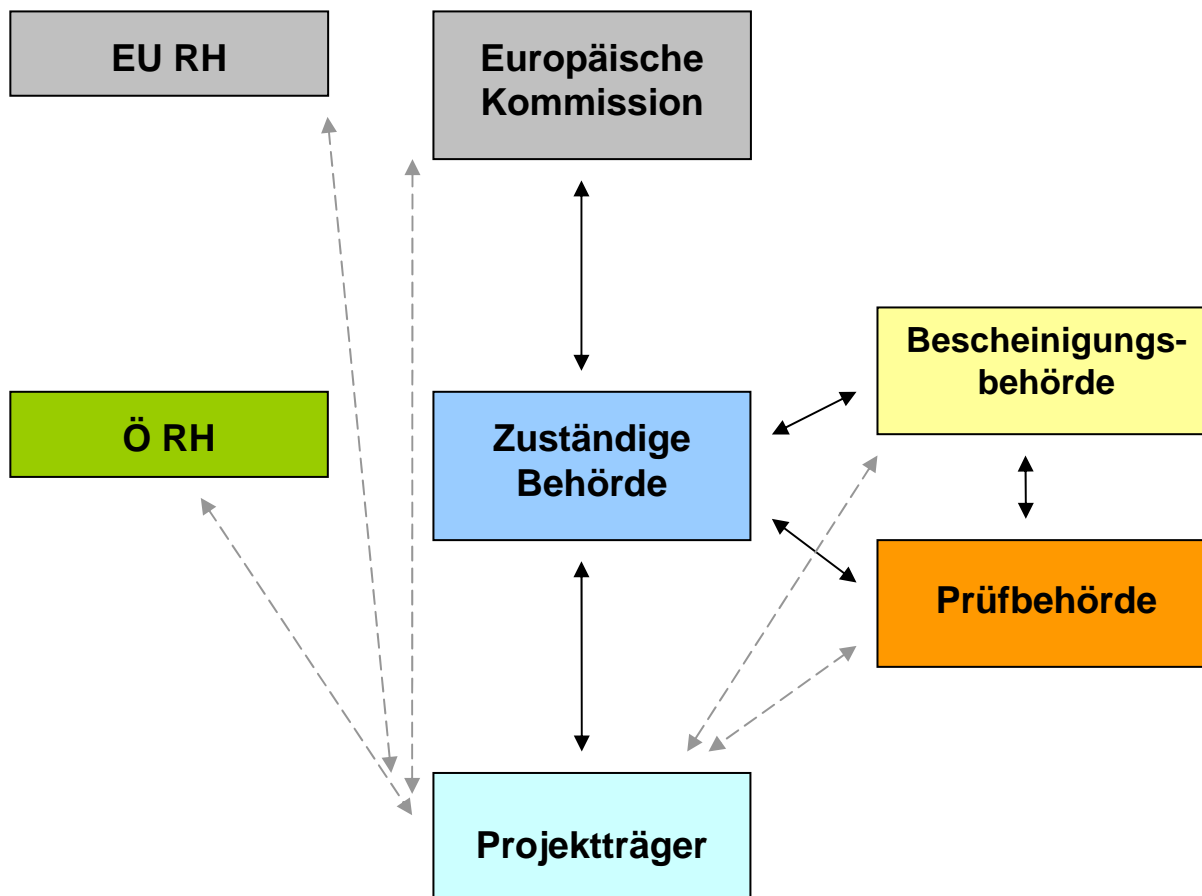 EU RH
Europäische
Kommission
Bescheinigungs-
behörde
Ö RH
Zuständige
Behörde
Prüfbehörde
Projektträger